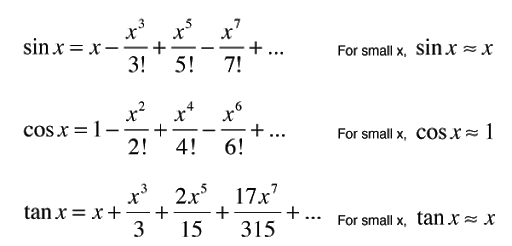 sin x = x − x³/3! + x⁵/5! − x⁷/7! + ... For small x, sin x ≈ x
cos x = 1 − x²/2! + x⁴/4! − x⁶/6! + ... For small x, cos x ≈ 1
tan x = x + x³/3 + 2x⁵/15 + 17x⁷/315 + ... For small x, tan x ≈ x